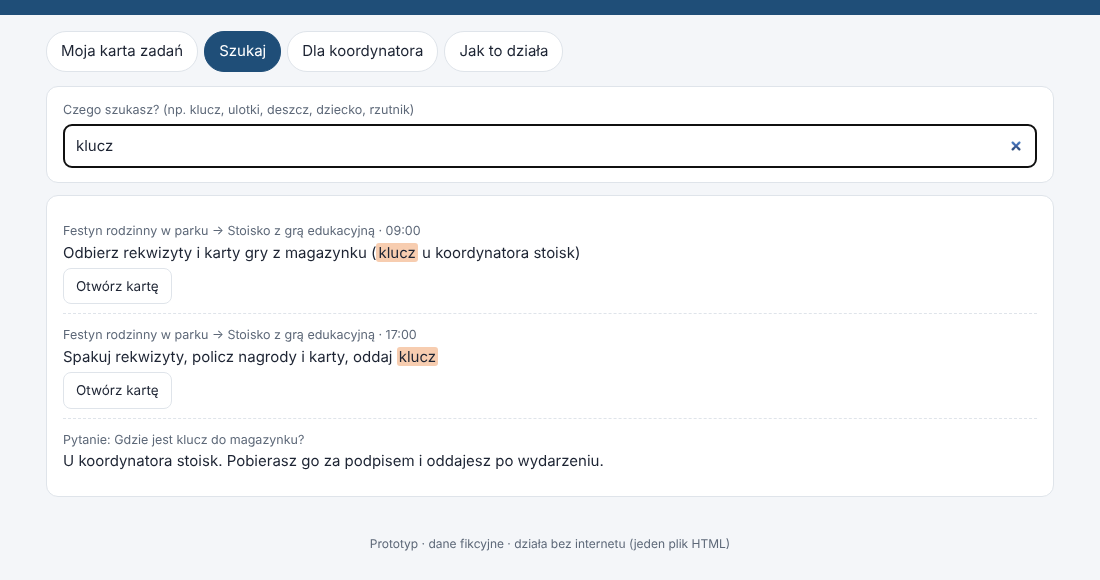 Moja karta zadań Szukaj Dla koordynatora Jak to działa
Czego szukasz? (np. klucz, ulotki, deszcz, dziecko, rzutnik)
klucz ×
Festyn rodzinny w parku → Stoisko z grą edukacyjną · 09:00
Odbierz rekwizyty i karty gry z magazynku (klucz u koordynatora stoisk)
Otwórz kartę
Festyn rodzinny w parku → Stoisko z grą edukacyjną · 17:00
Spakuj rekwizyty, policz nagrody i karty, oddaj klucz
Otwórz kartę
Pytanie: Gdzie jest klucz do magazynku?
U koordynatora stoisk. Pobierasz go za podpisem i oddajesz po wydarzeniu.
Prototyp · dane fikcyjne · działa bez internetu (jeden plik HTML)